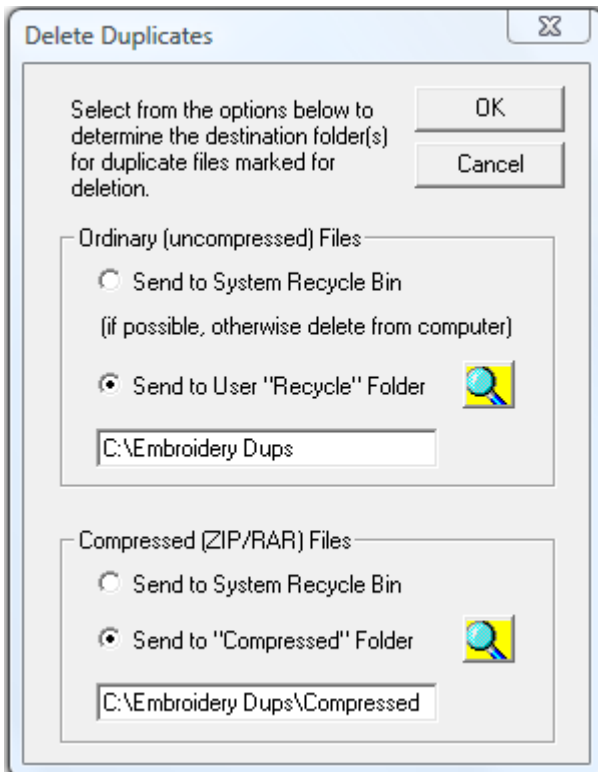 Delete Duplicates
Select from the options below to
determine the destination folder(s)
for duplicate files marked for
deletion.
OK
Cancel
Ordinary (uncompressed) Files
Send to System Recycle Bin
(if possible, otherwise delete from computer)
Send to User "Recycle" Folder
C:\Embroidery Dups
Compressed (ZIP/RAR) Files
Send to System Recycle Bin
Send to "Compressed" Folder
C:\Embroidery Dups\Compressed